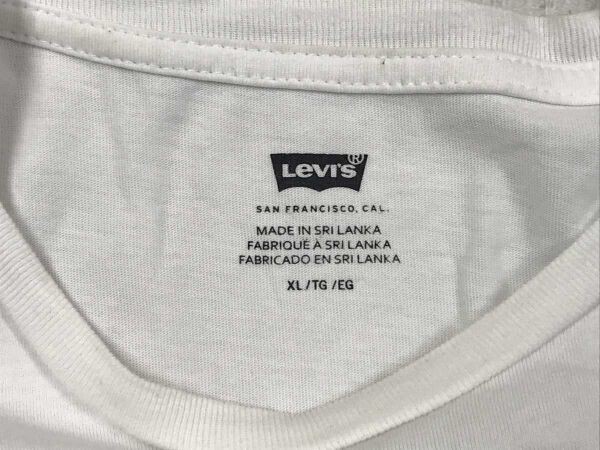 Levi's®
SAN FRANCISCO, CAL.
MADE IN SRI LANKA
FABRIQUÉ À SRI LANKA
FABRICADO EN SRI LANKA
XL / TG / EG